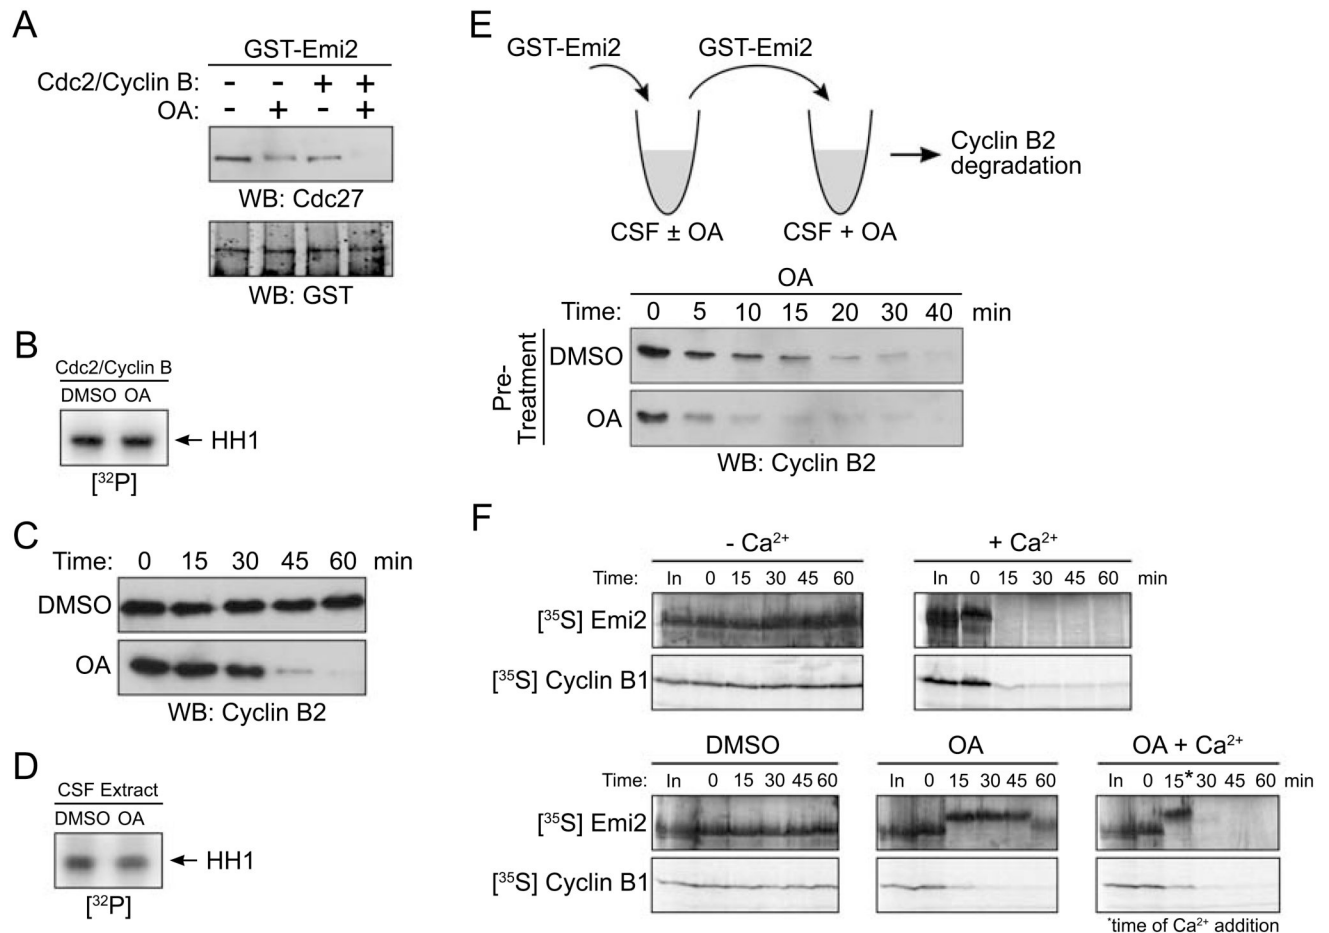 A
GST-Emi2
Cdc2/Cyclin B: - - + +
OA: - + - +
WB: Cdc27
WB: GST
B
Cdc2/Cyclin B
DMSO OA
HH1
[³²P]
C
Time: 0 15 30 45 60 min
DMSO
OA
WB: Cyclin B2
D
CSF Extract
DMSO OA
HH1
[³²P]
E
GST-Emi2 GST-Emi2
Cyclin B2
degradation
CSF ± OA CSF + OA
OA
Time: 0 5 10 15 20 30 40 min
Pre-
Treatment
DMSO
OA
WB: Cyclin B2
F
- Ca²⁺ + Ca²⁺
Time: In 0 15 30 45 60 In 0 15 30 45 60 min
[³⁵S] Emi2
[³⁵S] Cyclin B1
DMSO OA OA + Ca²⁺
Time: In 0 15 30 45 60 In 0 15 30 45 60 In 0 15* 30 45 60 min
[³⁵S] Emi2
[³⁵S] Cyclin B1
*time of Ca²⁺ addition